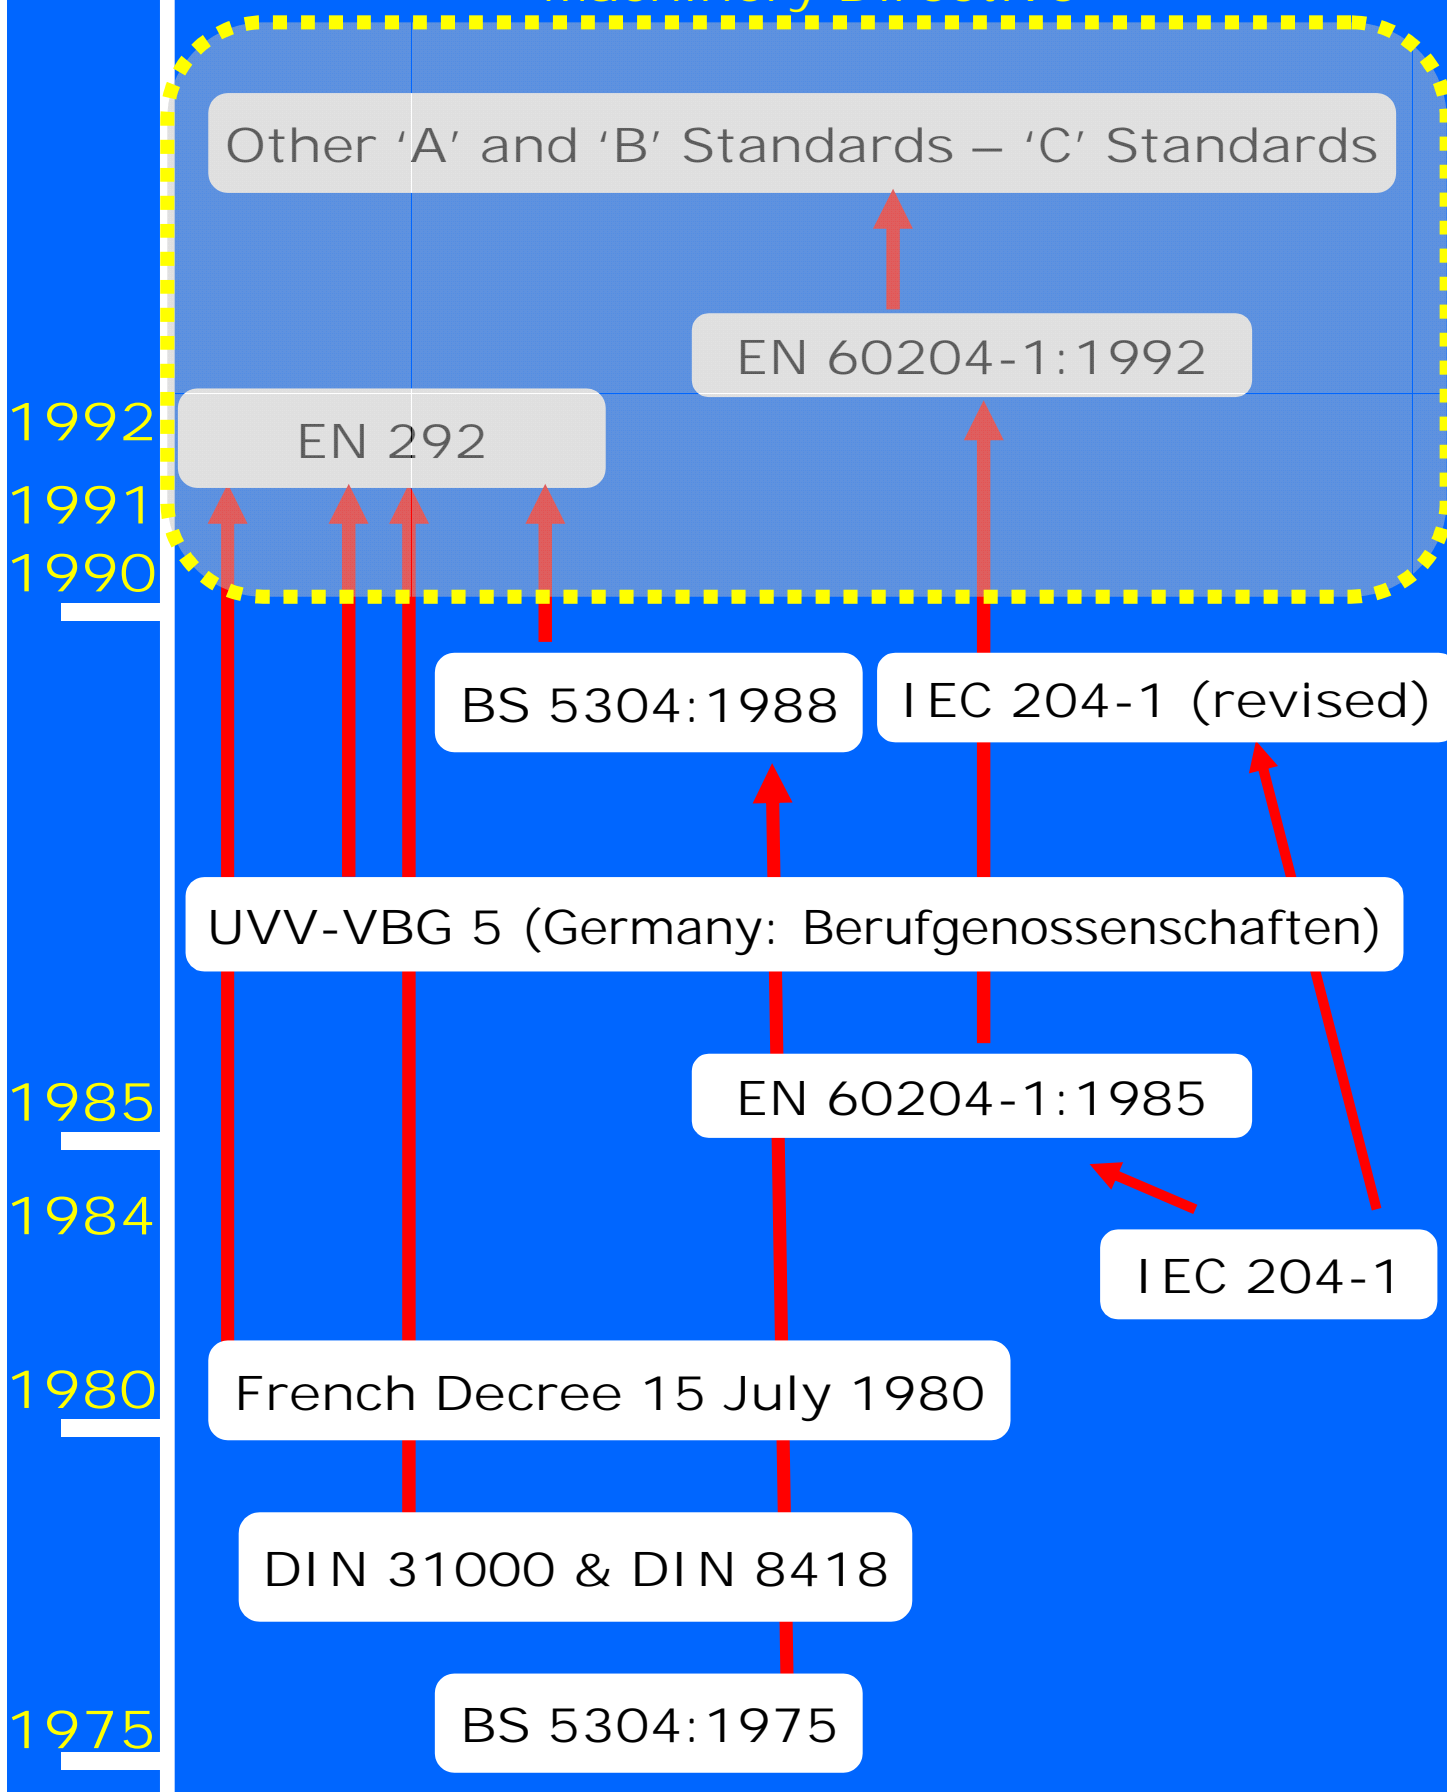 Machinery Directive
Other ‘A’ and ‘B’ Standards – ‘C’ Standards
EN 60204-1:1992
1992
EN 292
1991
1990
BS 5304:1988
IEC 204-1 (revised)
UVV-VBG 5 (Germany: Berufgenossenschaften)
1985
EN 60204-1:1985
1984
IEC 204-1
1980
French Decree 15 July 1980
DIN 31000 & DIN 8418
1975
BS 5304:1975